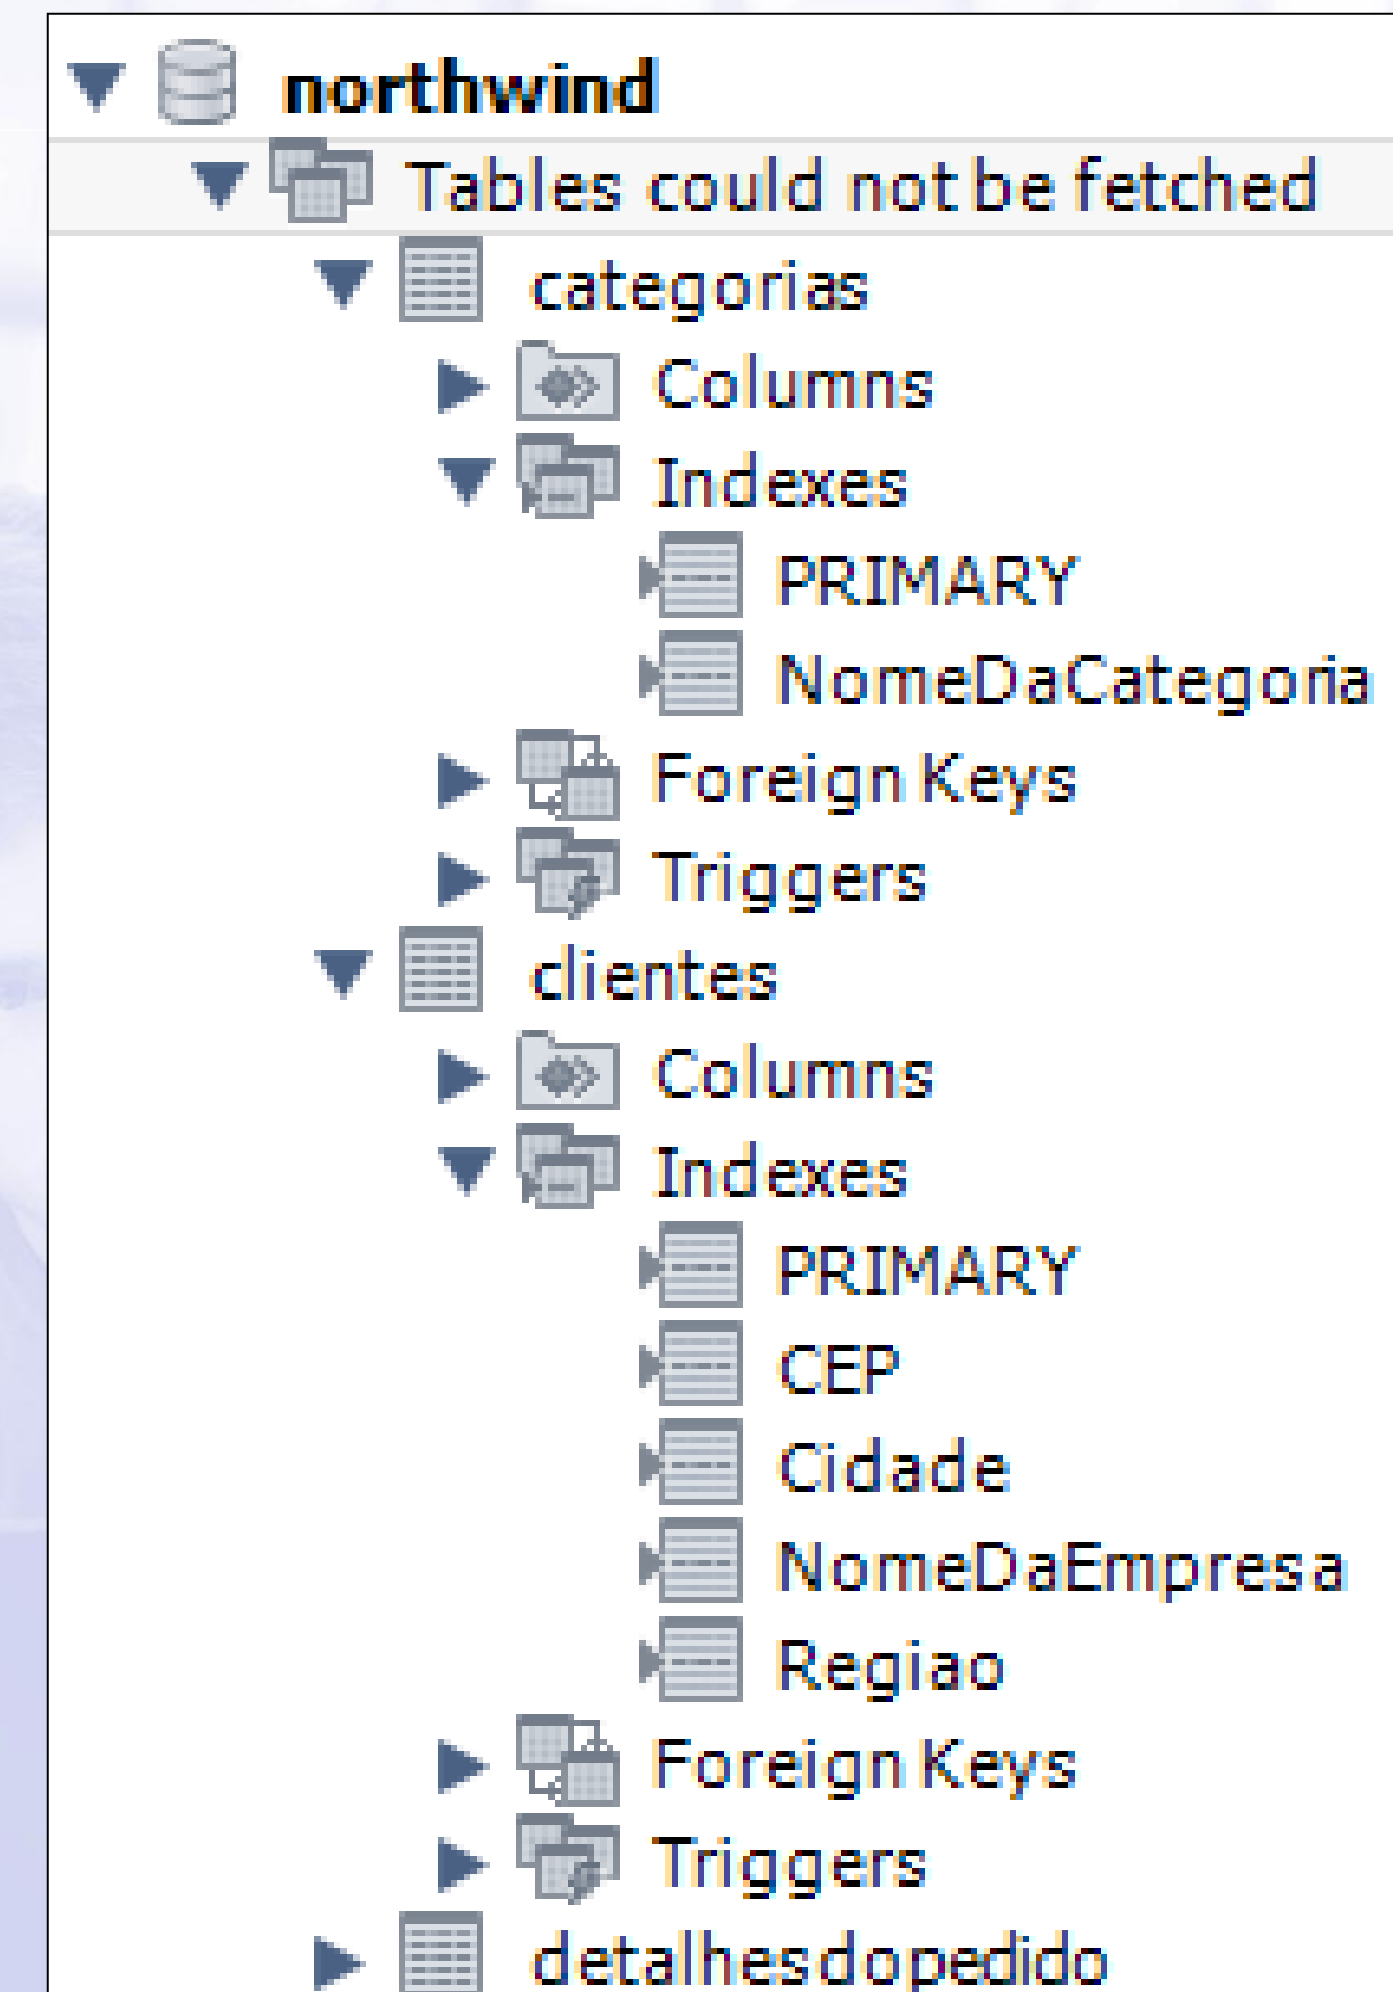 northwind
Tables could not be fetched
categorias
Columns
Indexes
PRIMARY
NomeDaCategoria
Foreign Keys
Triggers
clientes
Columns
Indexes
PRIMARY
CEP
Cidade
NomeDaEmpresa
Regiao
Foreign Keys
Triggers
detalhesdopedido